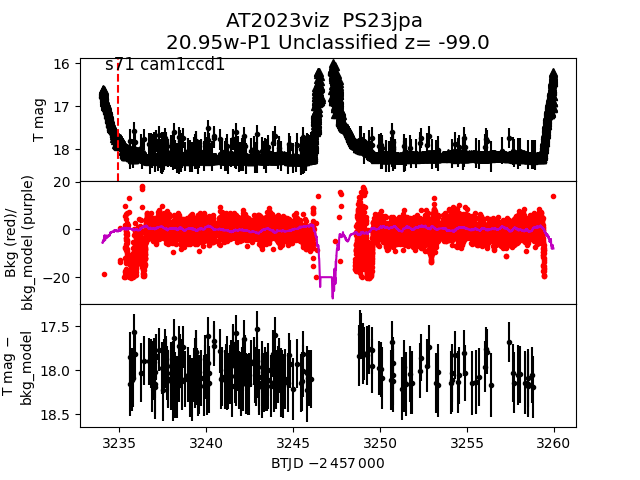 AT2023viz  PS23jpa
20.95w-P1 Unclassified z= -99.0
s71 cam1ccd1
T mag
16
17
18
Bkg (red)/
bkg_model (purple)
20
0
−20
T mag −
bkg_model
17.5
18.0
18.5
3235
3240
3245
3250
3255
3260
BTJD −2 457 000